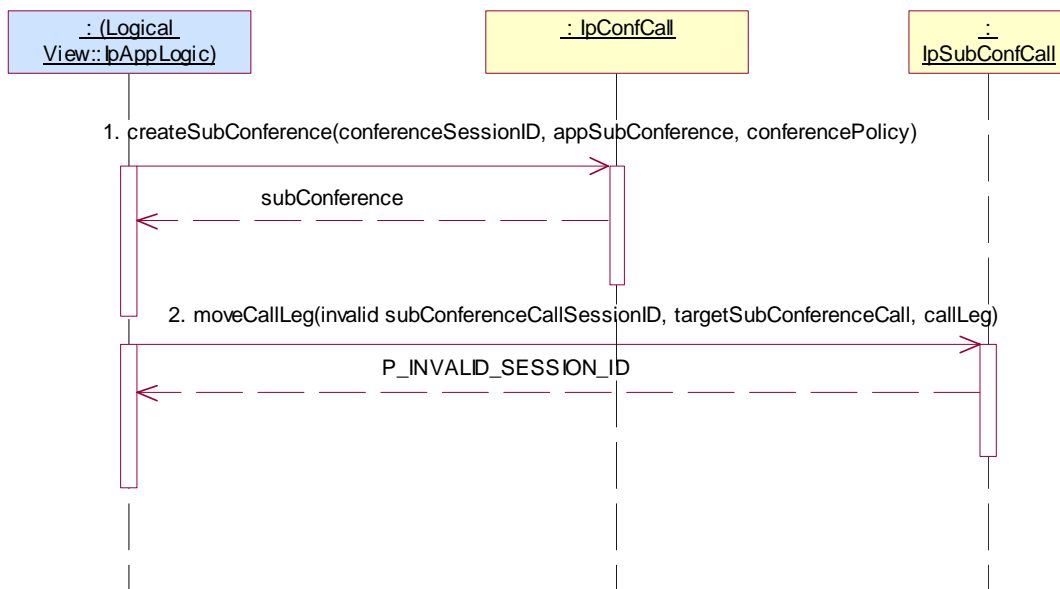 : (Logical
View::IpAppLogic)
: IpConfCall
:
IpSubConfCall
1. createSubConference(conferenceSessionID, appSubConference, conferencePolicy)
subConference
2. moveCallLeg(invalid subConferenceCallSessionID, targetSubConferenceCall, callLeg)
P_INVALID_SESSION_ID